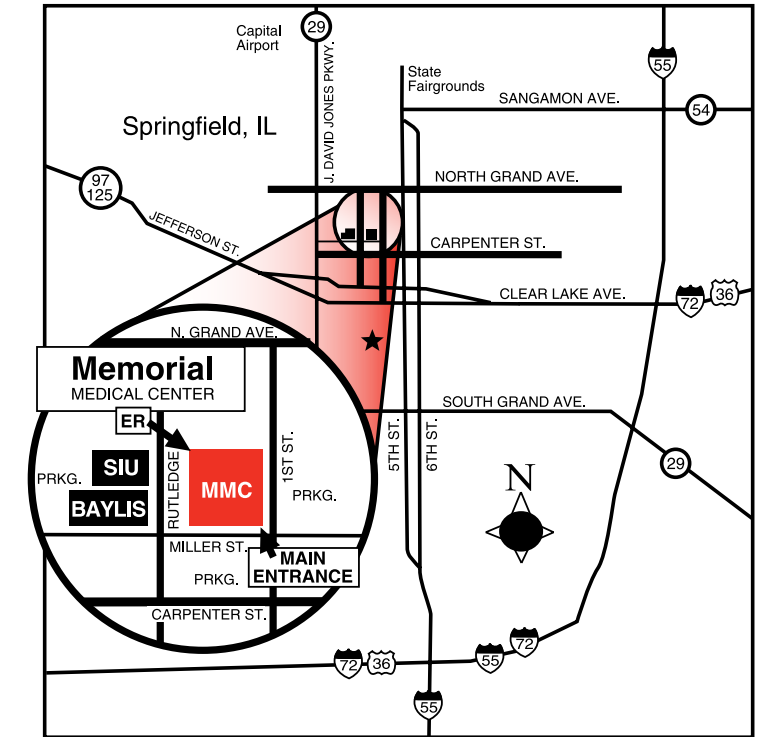 Capital
Airport
29
J. DAVID JONES PKWY.
State
Fairgrounds
55
SANGAMON AVE.
54
Springfield, IL
97
125
NORTH GRAND AVE.
JEFFERSON ST.
CARPENTER ST.
CLEAR LAKE AVE.
72
36
N. GRAND AVE.
Memorial
MEDICAL CENTER
ER
SOUTH GRAND AVE.
5TH ST.
6TH ST.
29
SIU
PRKG.
BAYLIS
RUTLEDGE
MMC
1ST ST.
PRKG.
N
MILLER ST.
MAIN
ENTRANCE
PRKG.
CARPENTER ST.
72
36
55
72
55